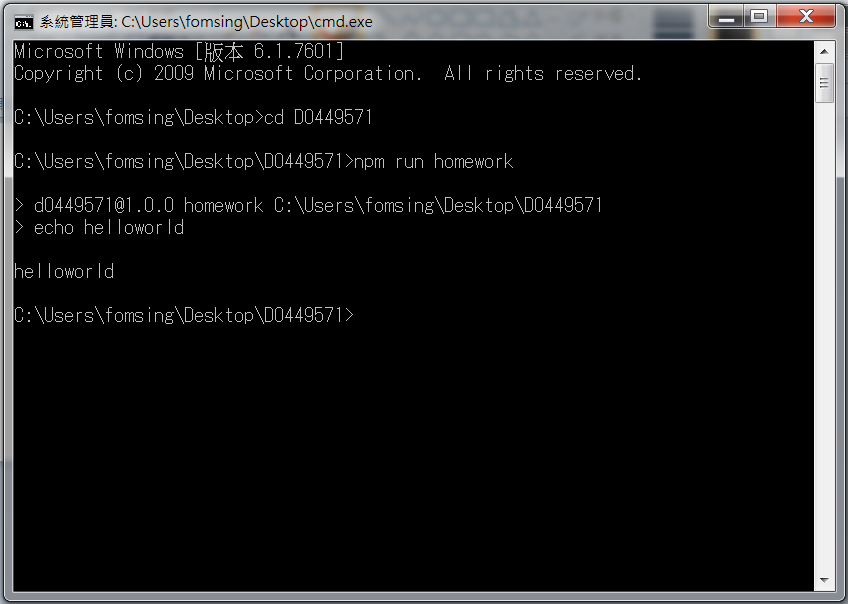 系統管理員: C:\Users\fomsing\Desktop\cmd.exe
Microsoft Windows [版本 6.1.7601]
Copyright (c) 2009 Microsoft Corporation.  All rights reserved.
C:\Users\fomsing\Desktop>cd D0449571
C:\Users\fomsing\Desktop\D0449571>npm run homework
> d0449571@1.0.0 homework C:\Users\fomsing\Desktop\D0449571
> echo helloworld
helloworld
C:\Users\fomsing\Desktop\D0449571>